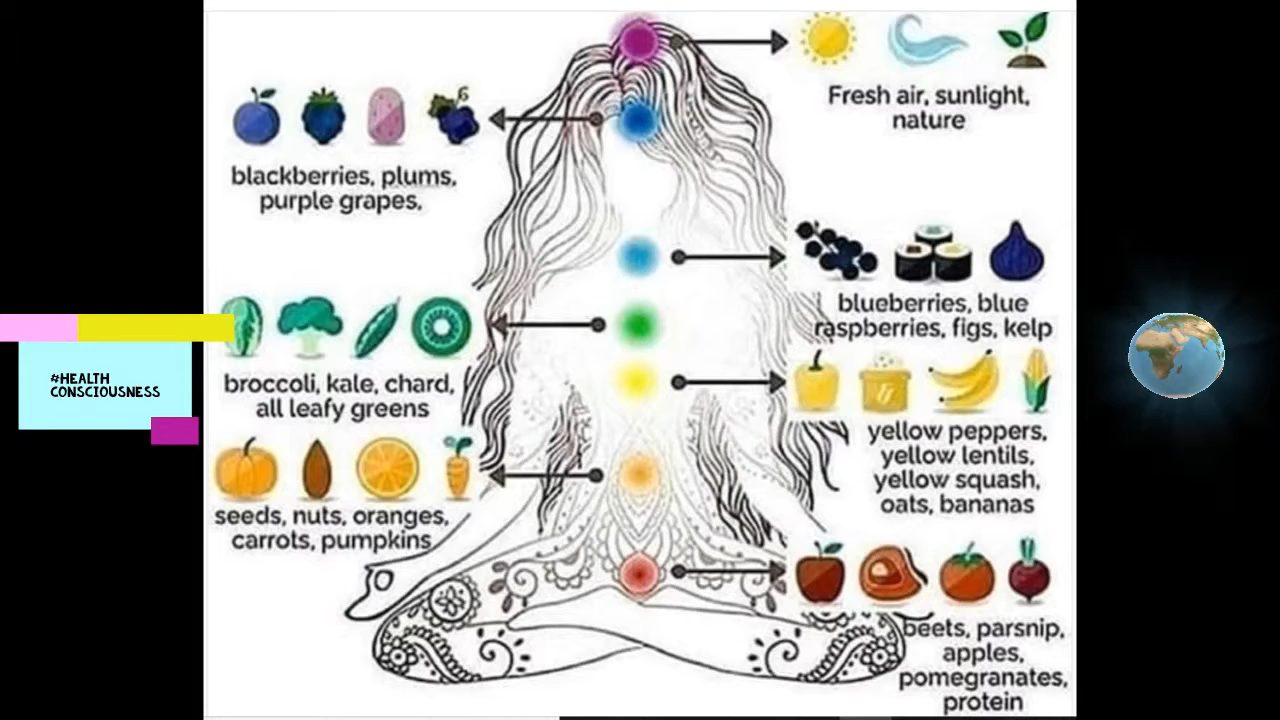 Fresh air, sunlight,
nature
blackberries, plums,
purple grapes,
blueberries, blue
raspberries, figs, kelp
broccoli, kale, chard,
all leafy greens
#HEALTH
CONSCIOUSNESS
yellow peppers,
yellow lentils,
yellow squash,
oats, bananas
seeds, nuts, oranges,
carrots, pumpkins
beets, parsnip,
apples,
pomegranates,
protein